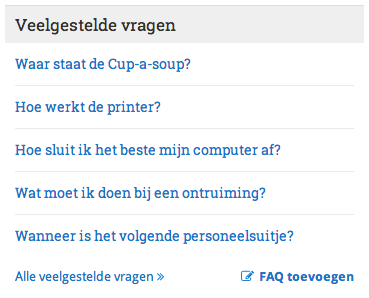 Veelgestelde vragen
Waar staat de Cup-a-soup?
Hoe werkt de printer?
Hoe sluit ik het beste mijn computer af?
Wat moet ik doen bij een ontruiming?
Wanneer is het volgende personeelsuitje?
Alle veelgestelde vragen » FAQ toevoegen